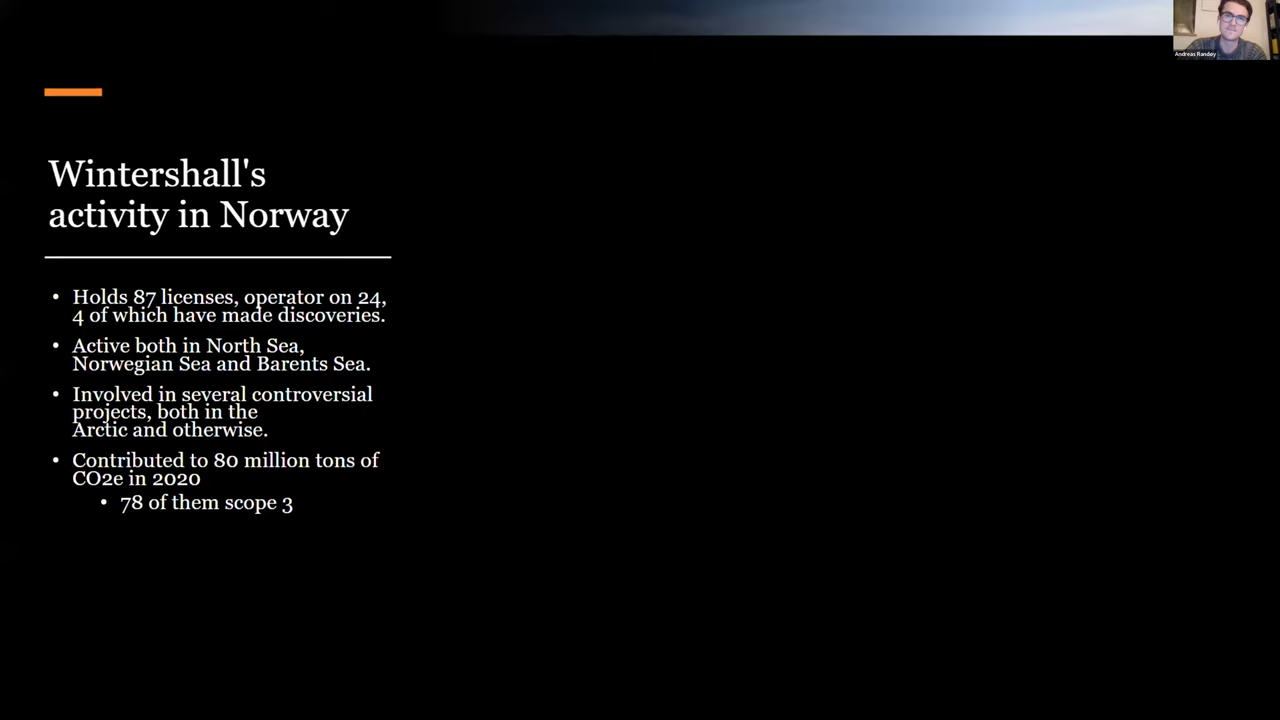 Andreas Randøy
Wintershall's
activity in Norway
• Holds 87 licenses, operator on 24,
4 of which have made discoveries.
• Active both in North Sea,
Norwegian Sea and Barents Sea.
• Involved in several controversial
projects, both in the
Arctic and otherwise.
• Contributed to 80 million tons of
CO2e in 2020
• 78 of them scope 3